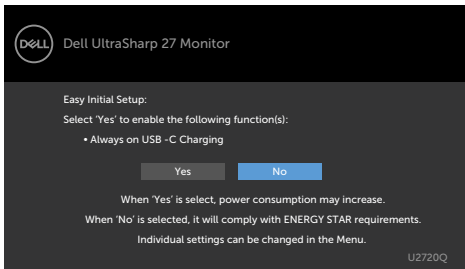 DELL
Dell UltraSharp 27 Monitor
Easy Initial Setup:
Select 'Yes' to enable the following function(s):
• Always on USB -C Charging
Yes
No
When 'Yes' is select, power consumption may increase.
When 'No' is selected, it will comply with ENERGY STAR requirements.
Individual settings can be changed in the Menu.
U2720Q